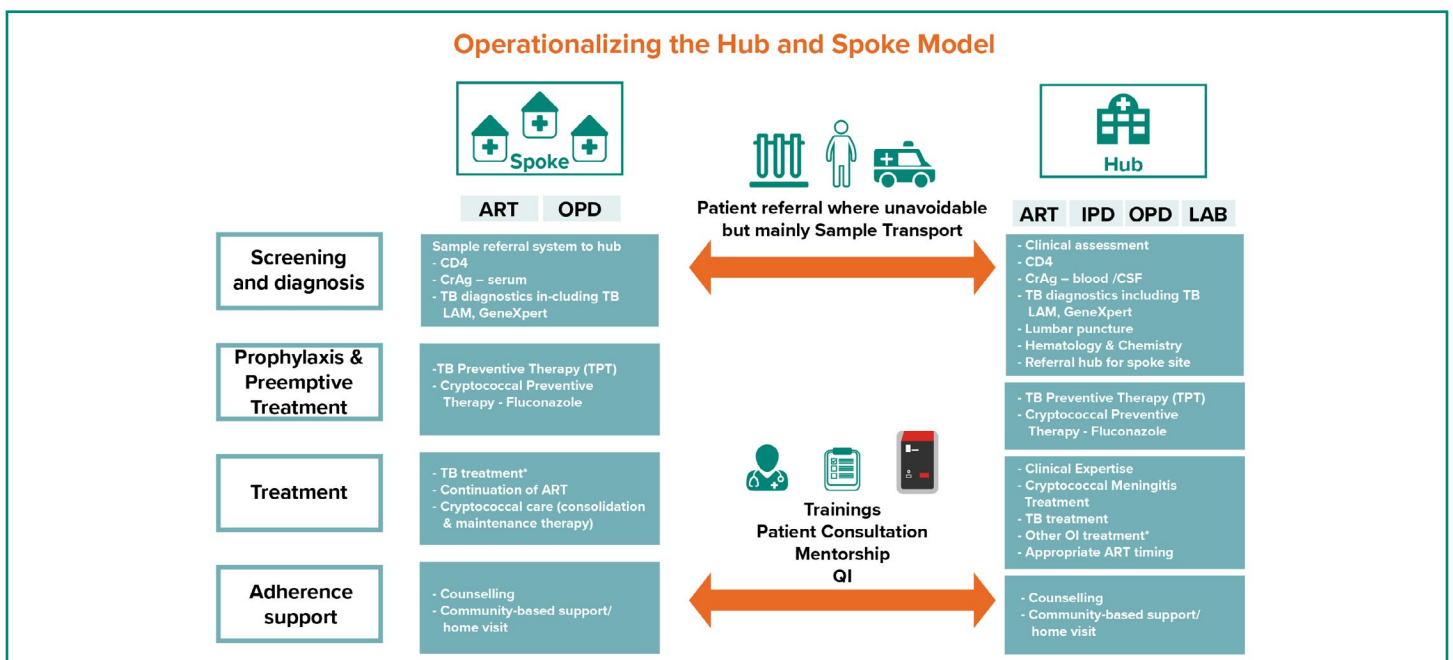 Operationalizing the Hub and Spoke Model
Spoke
Hub
ART OPD
Patient referral where unavoidable
but mainly Sample Transport
ART IPD OPD LAB
Screening
and diagnosis
Sample referral system to hub
- CD4
- CrAg – serum
- TB diagnostics in-cluding TB
LAM, GeneXpert
- Clinical assessment
- CD4
- CrAg – blood /CSF
- TB diagnostics including TB
LAM, GeneXpert
- Lumbar puncture
- Hematology & Chemistry
- Referral hub for spoke site
Prophylaxis &
Preemptive
Treatment
-TB Preventive Therapy (TPT)
- Cryptococcal Preventive
Therapy - Fluconazole
- TB Preventive Therapy (TPT)
- Cryptococcal Preventive
Therapy - Fluconazole
Treatment
- TB treatment*
- Continuation of ART
- Cryptococcal care (consolidation
& maintenance therapy)
Trainings
Patient Consultation
Mentorship
QI
- Clinical Expertise
- Cryptococcal Meningitis
Treatment
- TB treatment
- Other OI treatment*
- Appropriate ART timing
Adherence
support
- Counselling
- Community-based support/
home visit
- Counselling
- Community-based support/
home visit